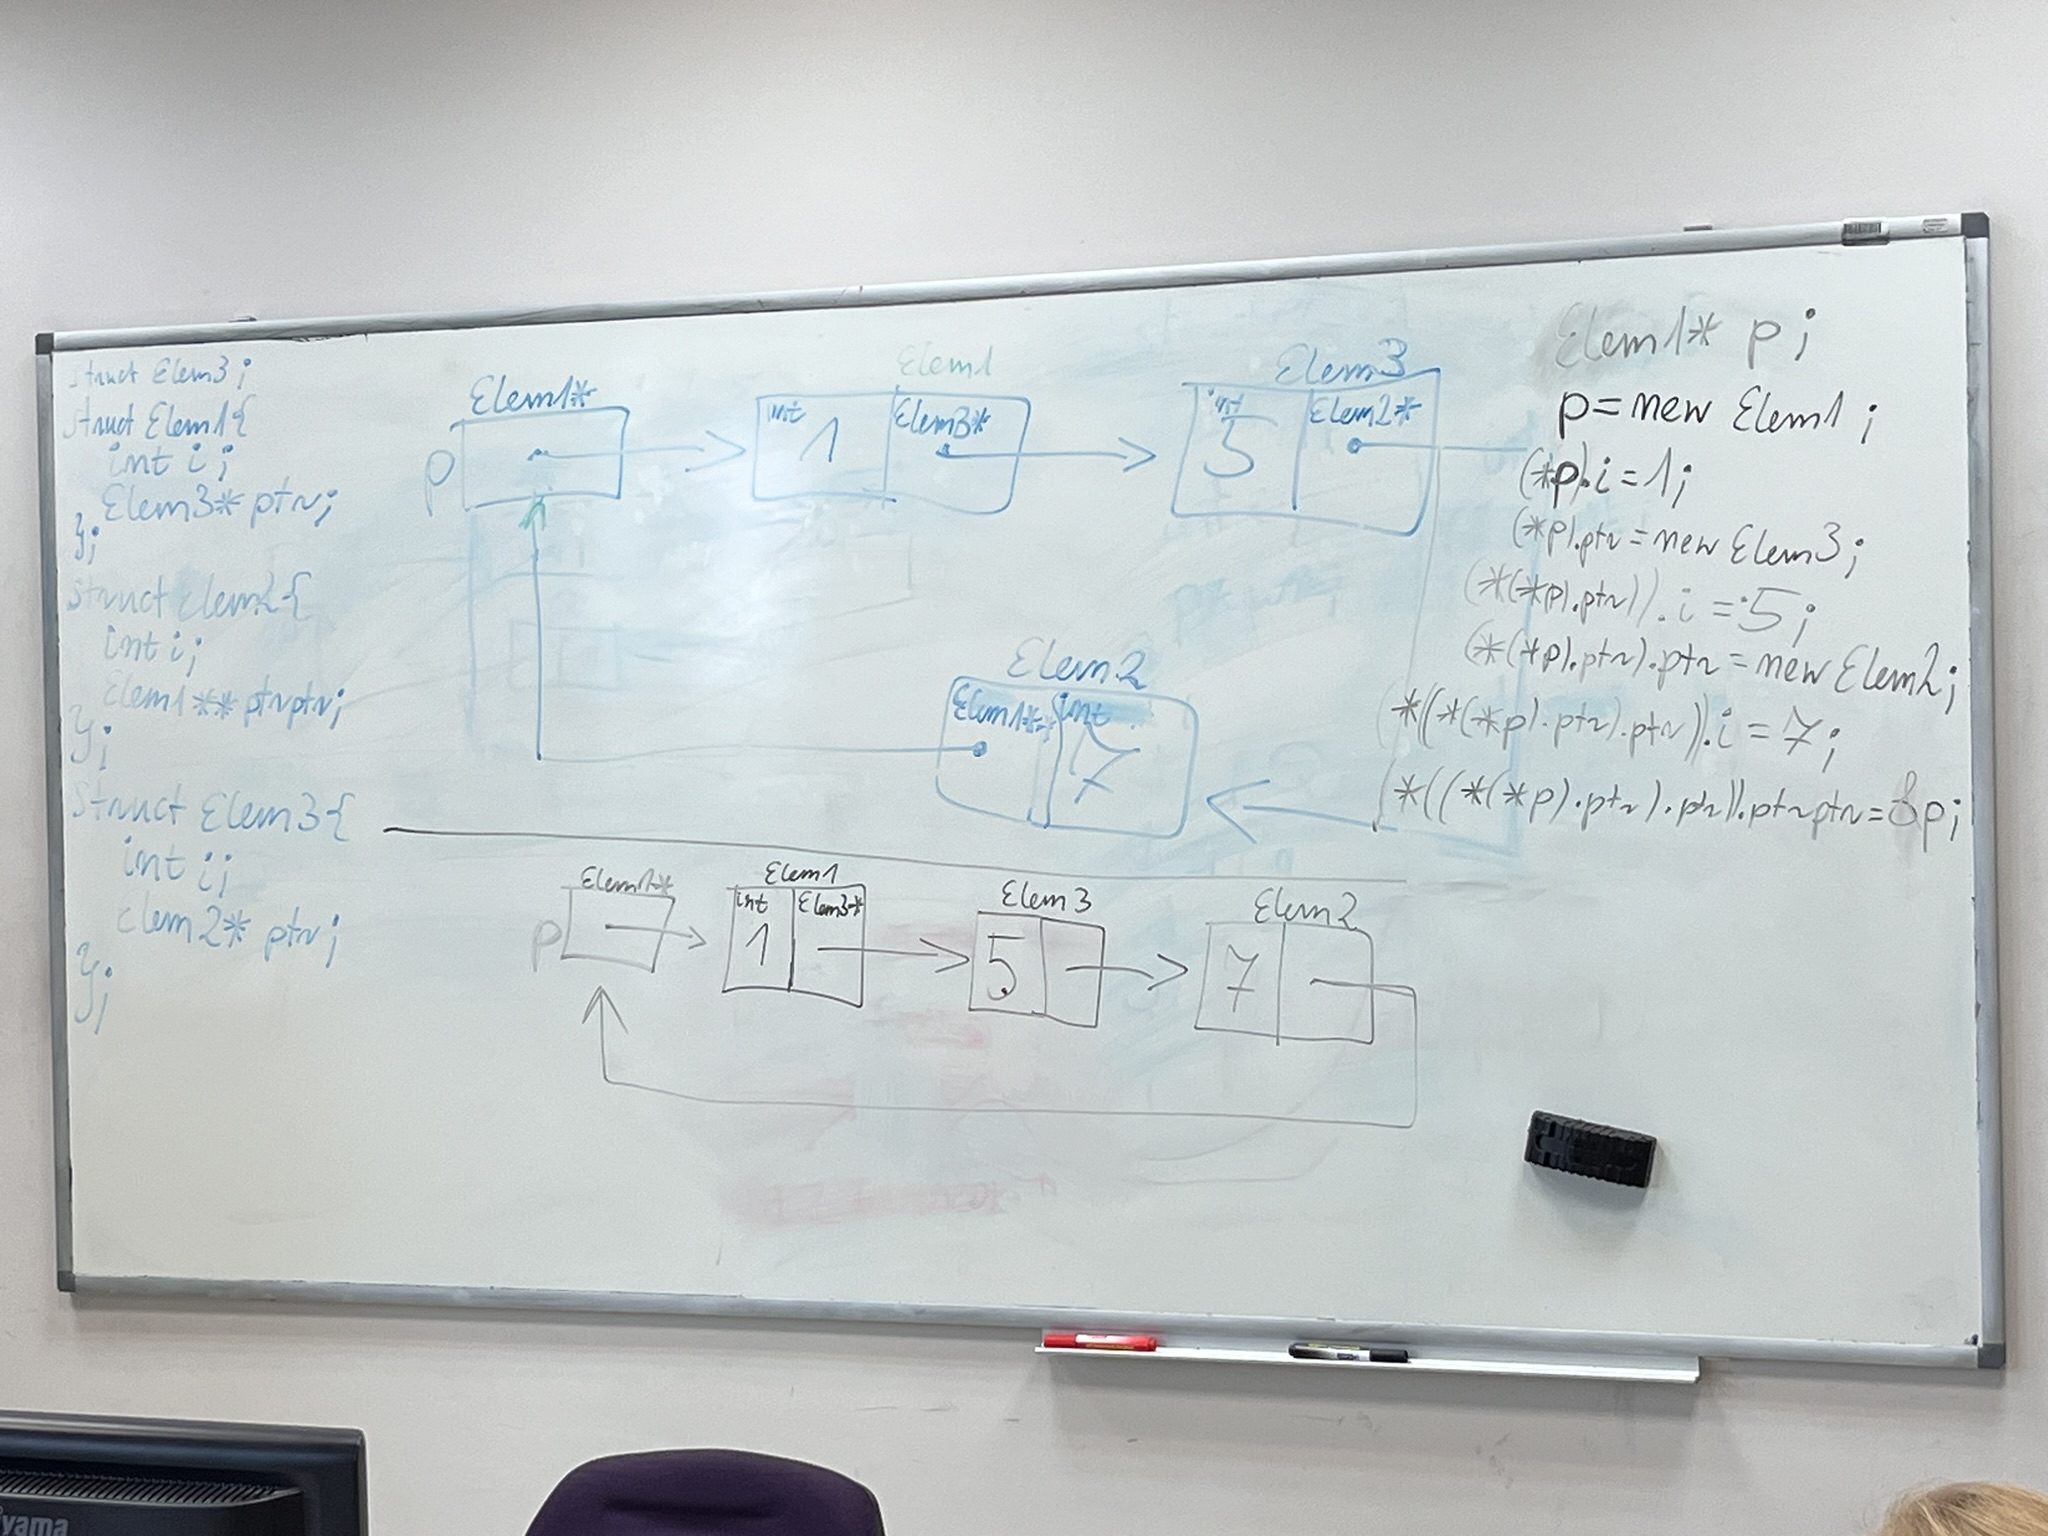 struct Elem3;
struct Elem1{
int i;
Elem3* ptr;
};
struct Elem2{
int i;
Elem1** ptrptr;
};
struct Elem3{
int i;
Elem2* ptr;
};
Elem1*
p
Elem1
int
1
Elem3*
Elem3
int
5
Elem2*
Elem2
Elem1**
int
7
Elem1*
p
Elem1
int
1
Elem3*
Elem3
5
Elem2
7
Elem1* p;
p=new Elem1;
(*p).i=1;
(*p).ptr=new Elem3;
(*(*p).ptr)).i=5;
(*(*p).ptr).ptr=new Elem2;
*((*(*p).ptr).ptr)).i=7;
(*((*(*p).ptr).ptr)).ptrptr=&p;
yama